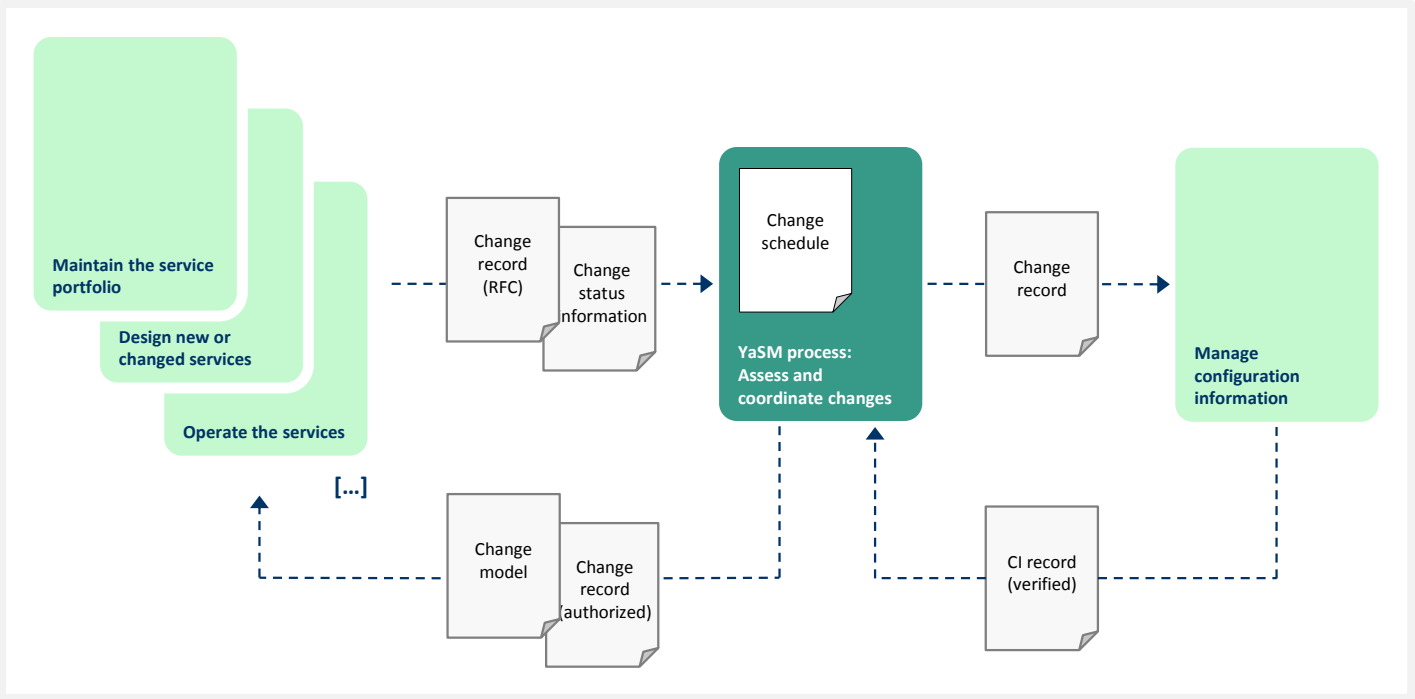 Maintain the service
portfolio
Design new or
changed services
Operate the services
[...]
Change
record
(RFC)
Change
status
nformation
Change
schedule
YaSM process:
Assess and
coordinate changes
Change
record
Manage
configuration
information
Change
model
Change
record
(authorized)
CI record
(verified)